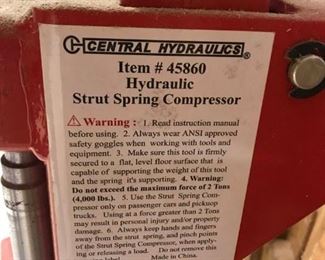 CENTRAL HYDRAULICS®
Item # 45860
Hydraulic
Strut Spring Compressor
⚠ Warning : 1. Read instruction manual
before using. 2. Always wear ANSI approved
safety goggles when working with tools and
equipment. 3. Make sure this tool is firmly
secured to a flat, level floor surface that is
capable of supporting the weight of this tool
and the spring it's supporting. 4. Warning:
Do not exceed the maximum force of 2 Tons
(4,000 lbs.). 5. Use the Strut Spring Com-
pressor only on passenger cars and pickup
trucks. Using at a force greater than 2 Tons
may result in personal injury and/or property
damage. 6. Always keep hands and fingers
away from the strut spring, and pinch points
of the Strut Spring Compressor, when apply-
ing or releasing a load. Do not remove this
label. Made in China.